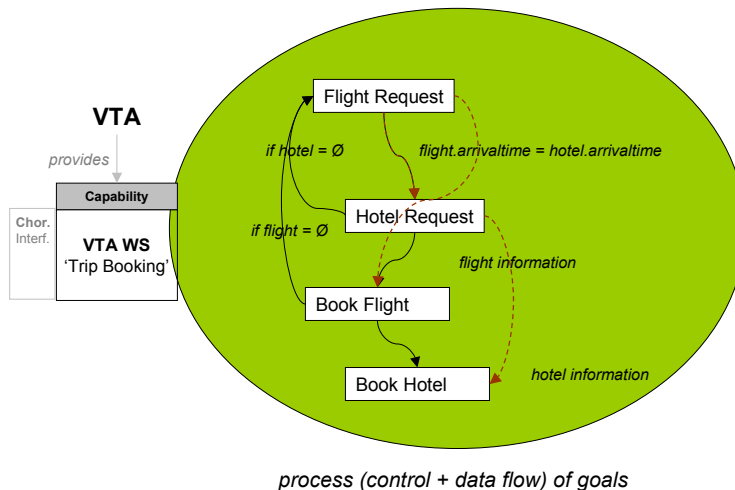 Flight Request
VTA
if hotel = Ø
flight.arrivaltime = hotel.arrivaltime
provides
Capability
Chor.
Interf.
VTA WS
‘Trip Booking’
Hotel Request
if flight = Ø
flight information
Book Flight
Book Hotel
hotel information
process (control + data flow) of goals